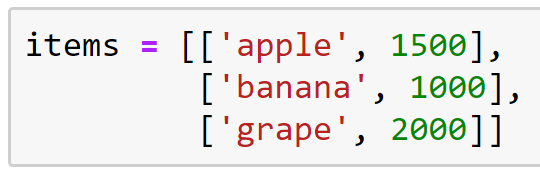 items = [['apple', 1500],
['banana', 1000],
['grape', 2000]]